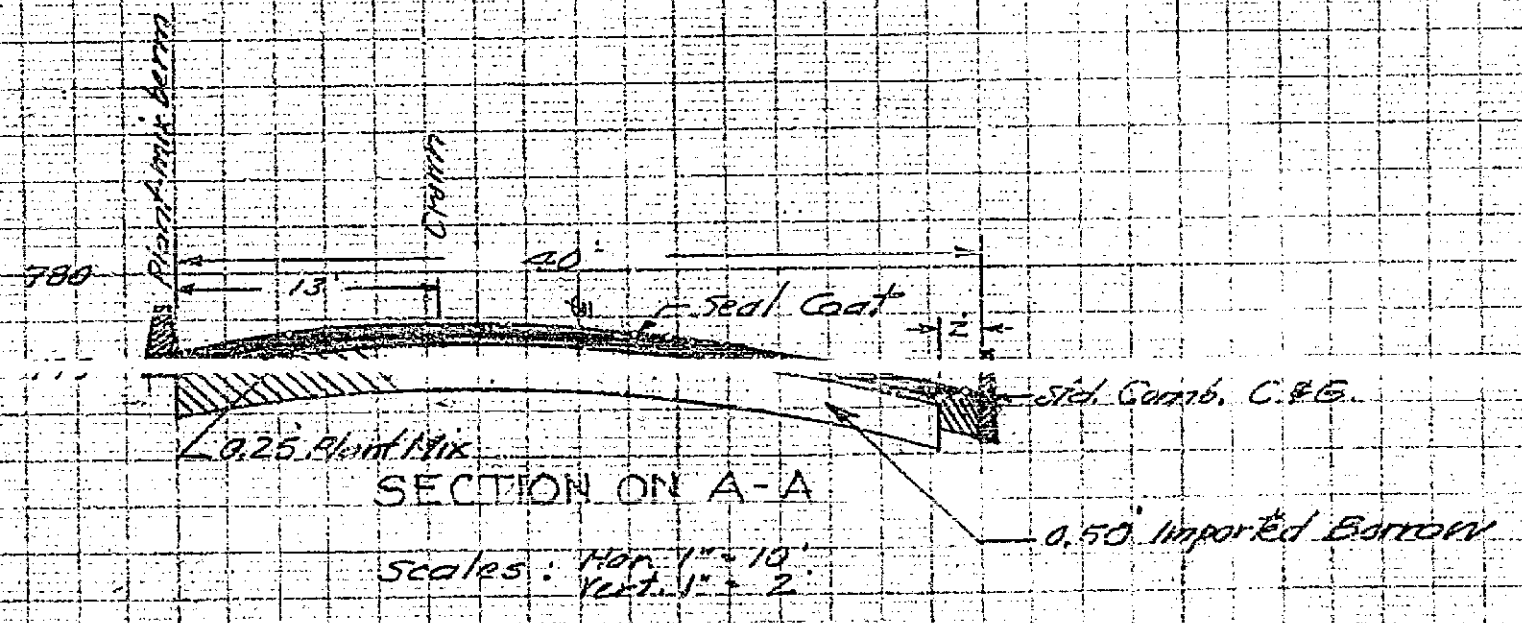 Plant-mix berm
Crown
780
40'
13'
Seal Coat
2'
Std. Comb. C.&G.
0.25' Plant Mix
SECTION ON A-A
0.50' Imported Borrow
Scales: Hor. 1" = 10'
Vert. 1" = 2'